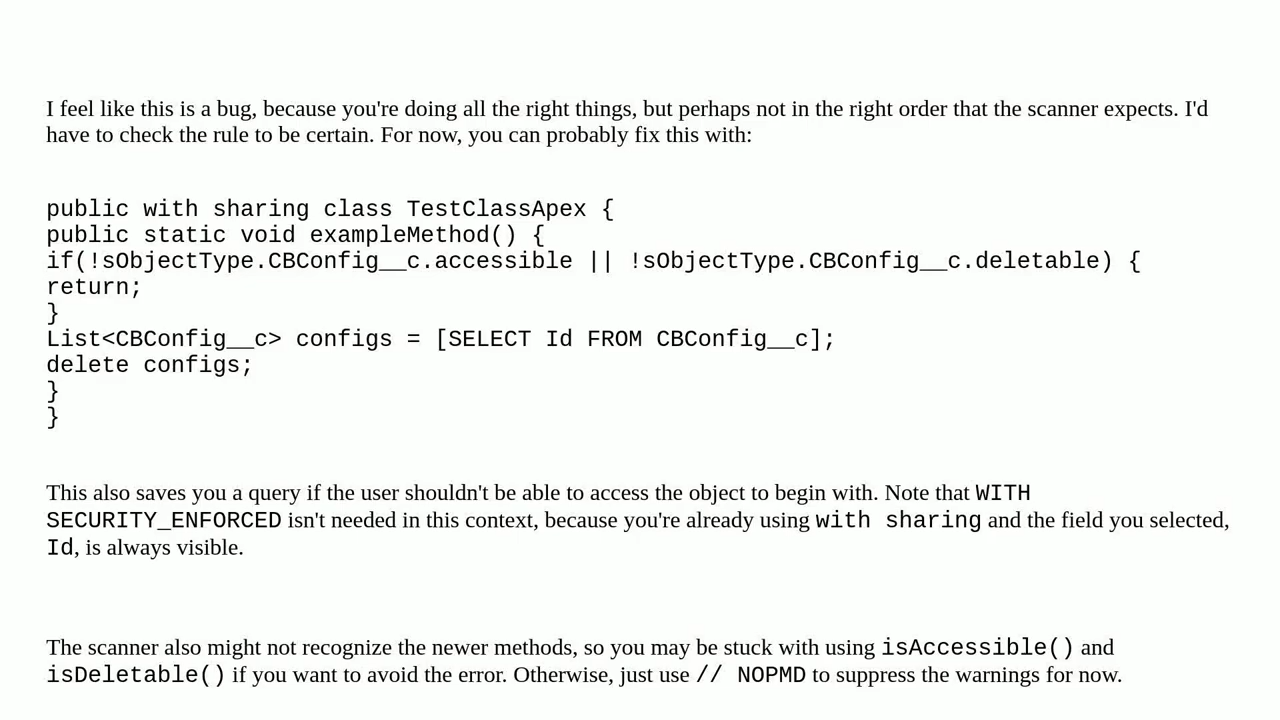 I feel like this is a bug, because you're doing all the right things, but perhaps not in the right order that the scanner expects. I'd
have to check the rule to be certain. For now, you can probably fix this with:
public with sharing class TestClassApex {
public static void exampleMethod() {
if(!sObjectType.CBConfig__c.accessible || !sObjectType.CBConfig__c.deletable) {
return;
}
List<CBConfig__c> configs = [SELECT Id FROM CBConfig__c];
delete configs;
}
}
This also saves you a query if the user shouldn't be able to access the object to begin with. Note that WITH
SECURITY_ENFORCED isn't needed in this context, because you're already using with sharing and the field you selected,
Id, is always visible.
The scanner also might not recognize the newer methods, so you may be stuck with using isAccessible() and
isDeletable() if you want to avoid the error. Otherwise, just use // NOPMD to suppress the warnings for now.